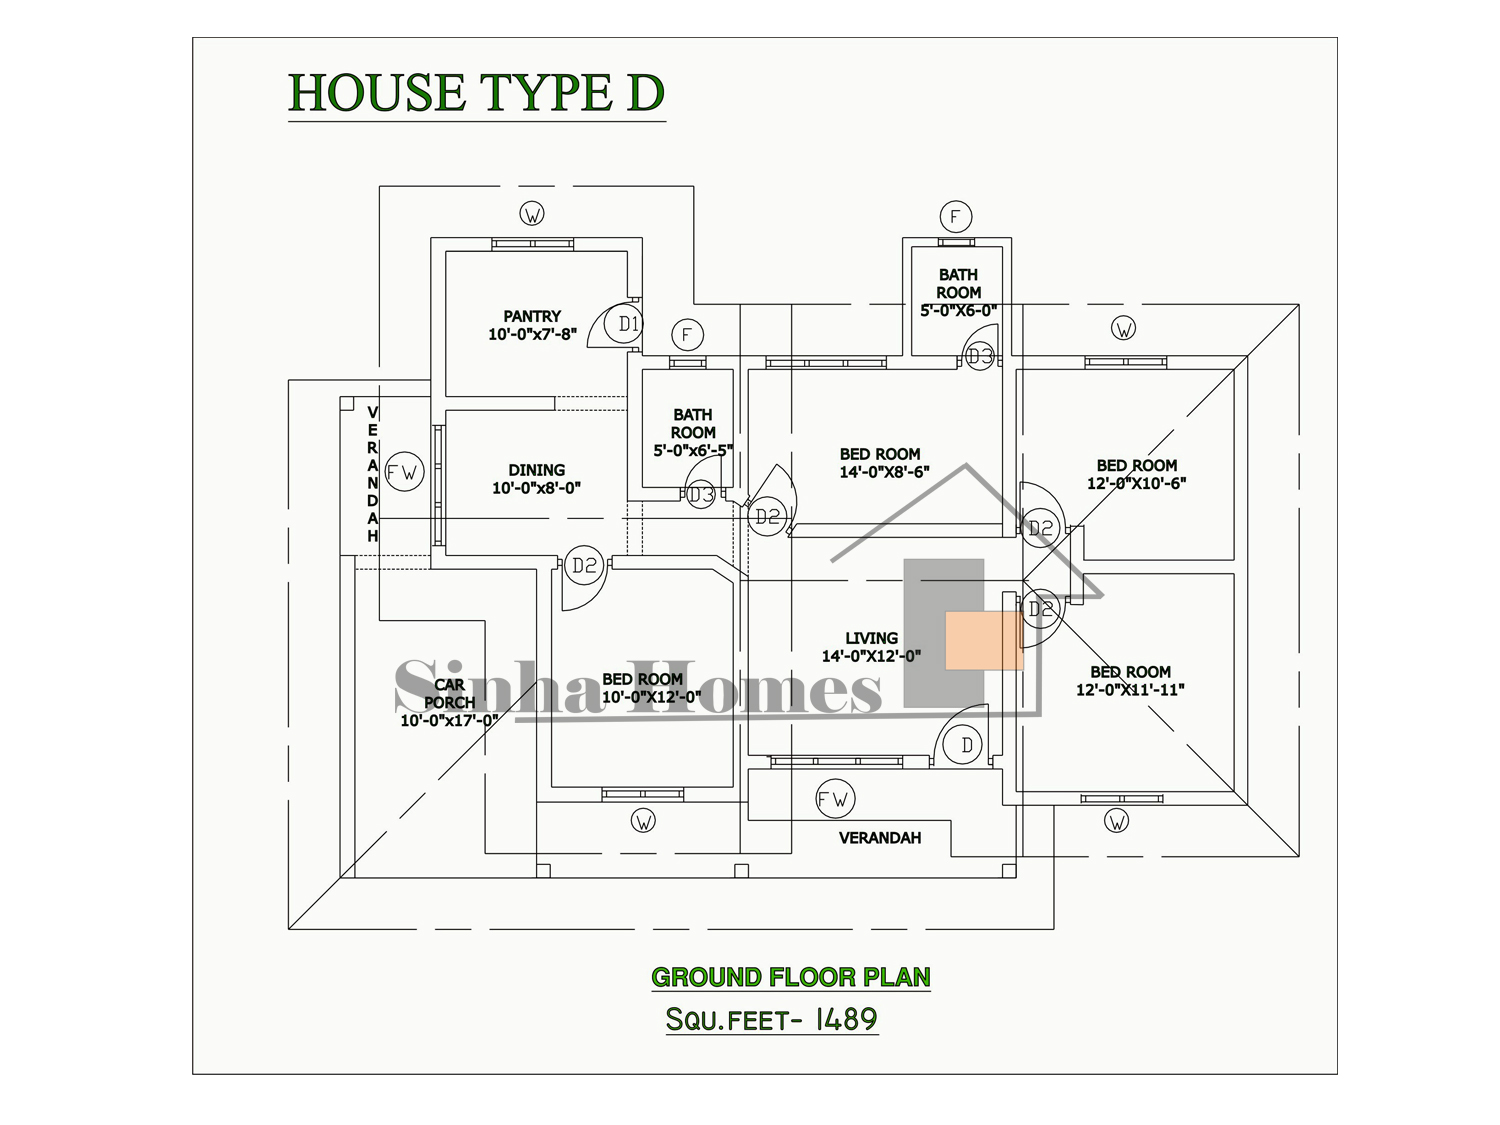 HOUSE TYPE D
W
F
BATH
ROOM
5'-0"X6-0"
PANTRY
10'-0"x7'-8"
D1
F
W
D3
VERANDAH
FW
DINING
10'-0"x8'-0"
BATH
ROOM
5'-0"x6'-5"
D3
BED ROOM
14'-0"X8'-6"
BED ROOM
12'-0"X10'-6"
D2
D2
D2
D2
LIVING
14'-0"X12'-0"
Sinha Homes
CAR
PORCH
10'-0"x17'-0"
BED ROOM
10'-0"X12'-0"
BED ROOM
12'-0"X11'-11"
D
FW
W
W
VERANDAH
GROUND FLOOR PLAN
SQU.FEET- 1489